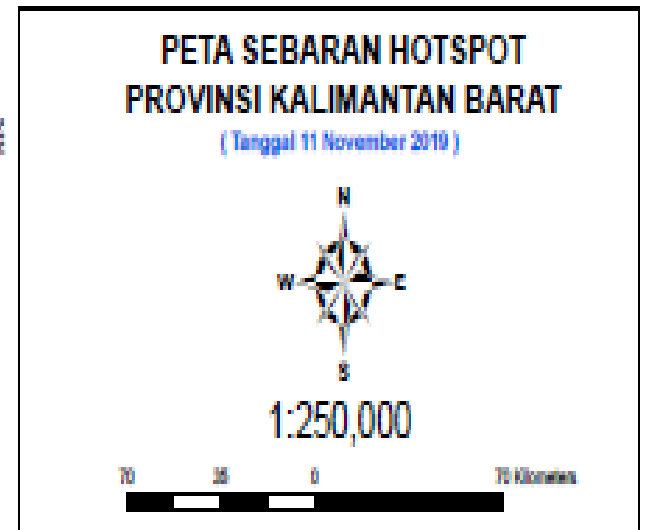 PETA SEBARAN HOTSPOT
PROVINSI KALIMANTAN BARAT
( Tanggal 11 November 2019 )
N
W E
S
1:250,000
70 35 0 70 Kilometers